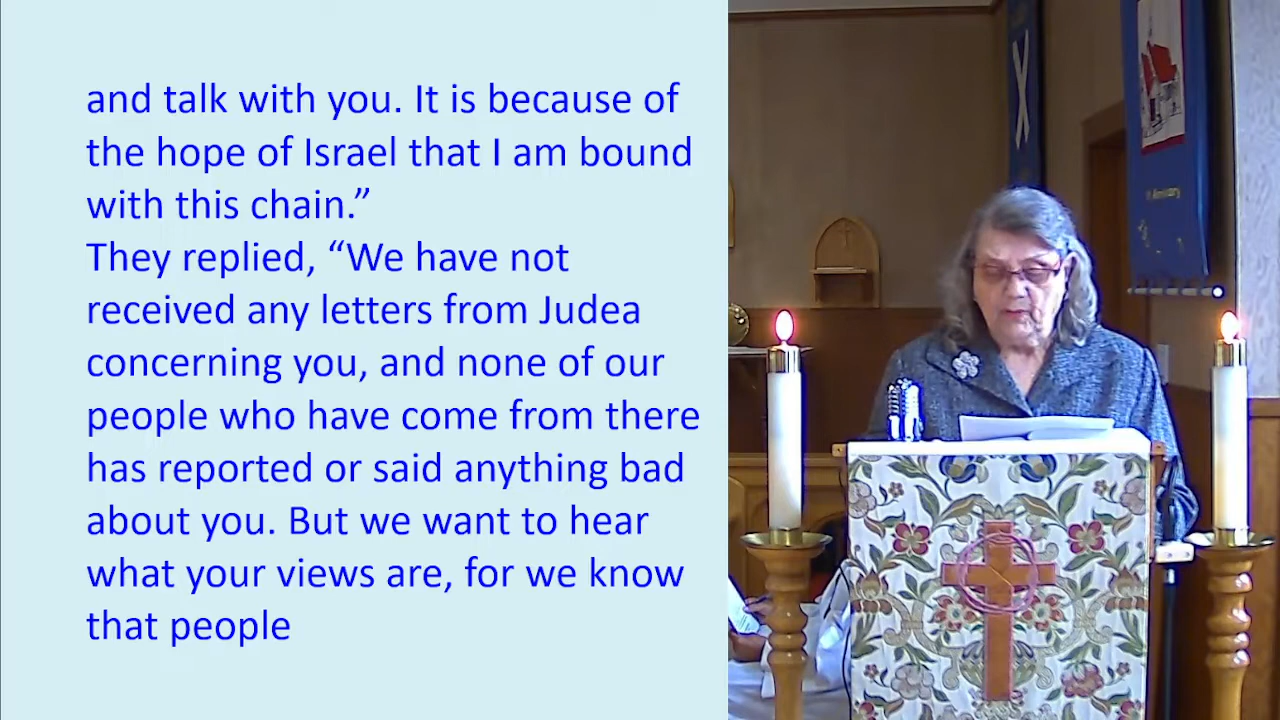 and talk with you. It is because of
the hope of Israel that I am bound
with this chain.”
They replied, “We have not
received any letters from Judea
concerning you, and none of our
people who have come from there
has reported or said anything bad
about you. But we want to hear
what your views are, for we know
that people